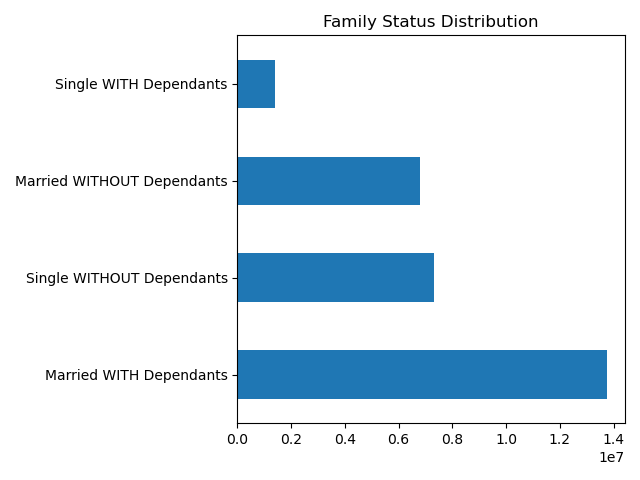 Family Status Distribution
Single WITH Dependants
Married WITHOUT Dependants
Single WITHOUT Dependants
Married WITH Dependants
0.0 0.2 0.4 0.6 0.8 1.0 1.2 1.4
1e7